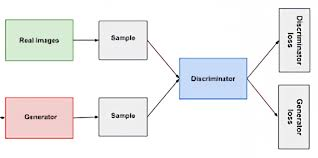 Real Images
Sample
Generator
Sample
Discriminator
Discriminator
loss
Generator
loss